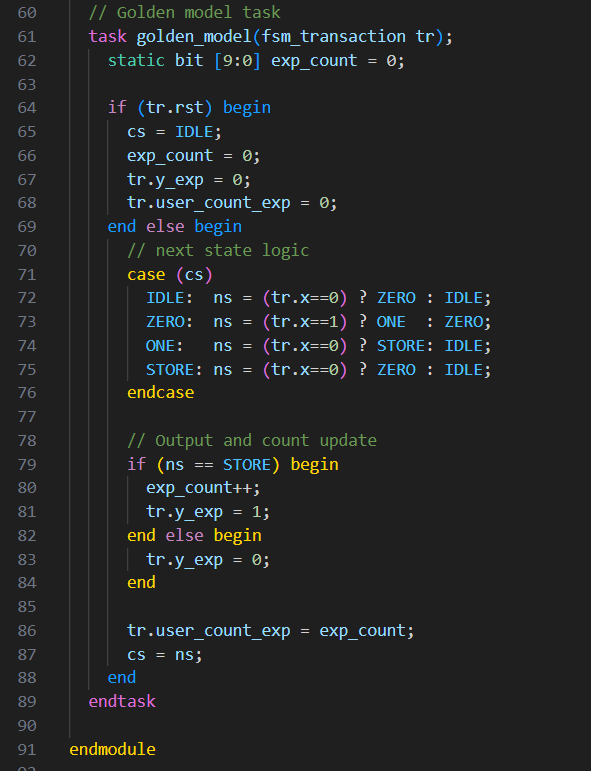 60 // Golden model task
61 task golden_model(fsm_transaction tr);
62 static bit [9:0] exp_count = 0;
63
64 if (tr.rst) begin
65 cs = IDLE;
66 exp_count = 0;
67 tr.y_exp = 0;
68 tr.user_count_exp = 0;
69 end else begin
70 // next state logic
71 case (cs)
72 IDLE:  ns = (tr.x==0) ? ZERO : IDLE;
73 ZERO:  ns = (tr.x==1) ? ONE  : ZERO;
74 ONE:   ns = (tr.x==0) ? STORE: IDLE;
75 STORE: ns = (tr.x==0) ? ZERO : IDLE;
76 endcase
77
78 // Output and count update
79 if (ns == STORE) begin
80 exp_count++;
81 tr.y_exp = 1;
82 end else begin
83 tr.y_exp = 0;
84 end
85
86 tr.user_count_exp = exp_count;
87 cs = ns;
88 end
89 endtask
90
91 endmodule